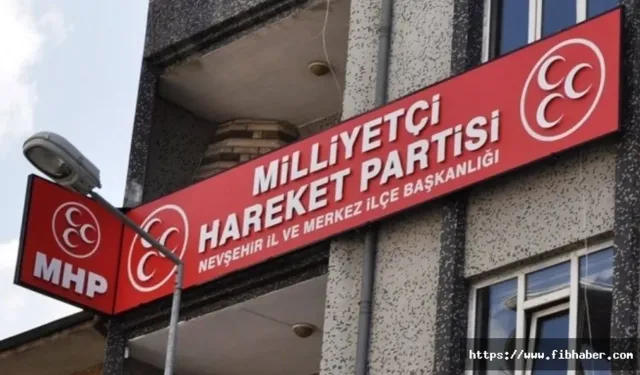 MİLLİYETÇİ
HAREKET PARTİSİ
NEVŞEHİR İL VE MERKEZ İLÇE BAŞKANLIĞI
MHP
https://www.fibhaber.com